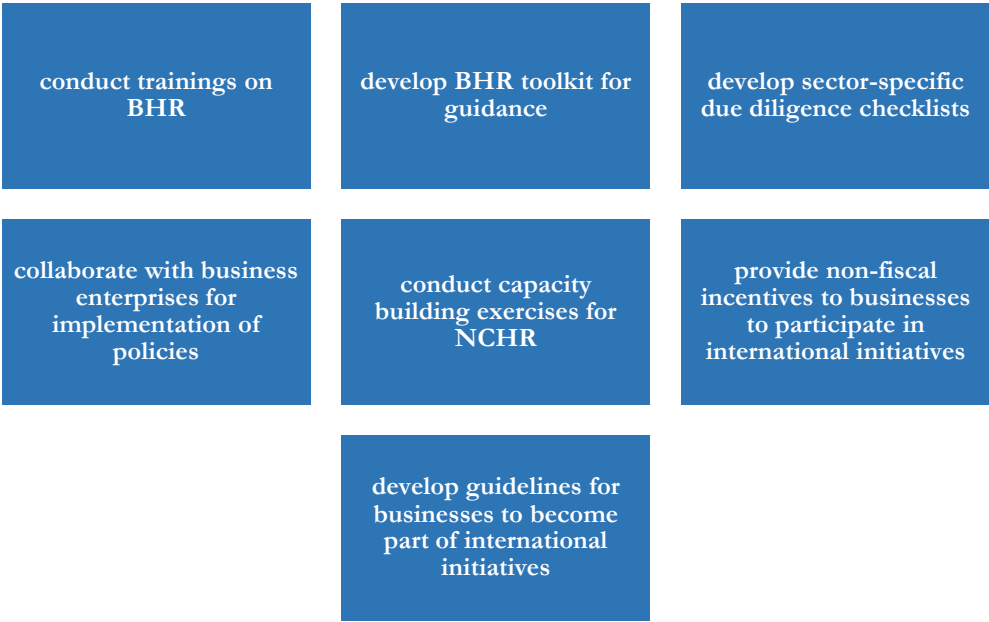 conduct trainings on
BHR
develop BHR toolkit for
guidance
develop sector-specific
due diligence checklists
collaborate with business
enterprises for
implementation of
policies
conduct capacity
building exercises for
NCHR
provide non-fiscal
incentives to businesses
to participate in
international initiatives
develop guidelines for
businesses to become
part of international
initiatives